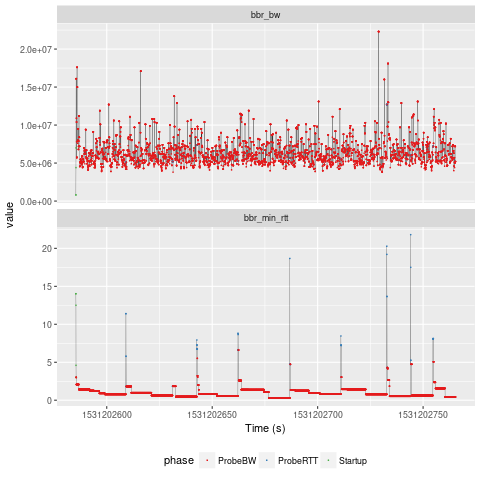 bbr_bw
2.0e+07
1.5e+07
1.0e+07
5.0e+06
0.0e+00
bbr_min_rtt
20
15
10
5
0
value
1531202600
1531202650
1531202700
1531202750
Time (s)
phase ProbeBW ProbeRTT Startup